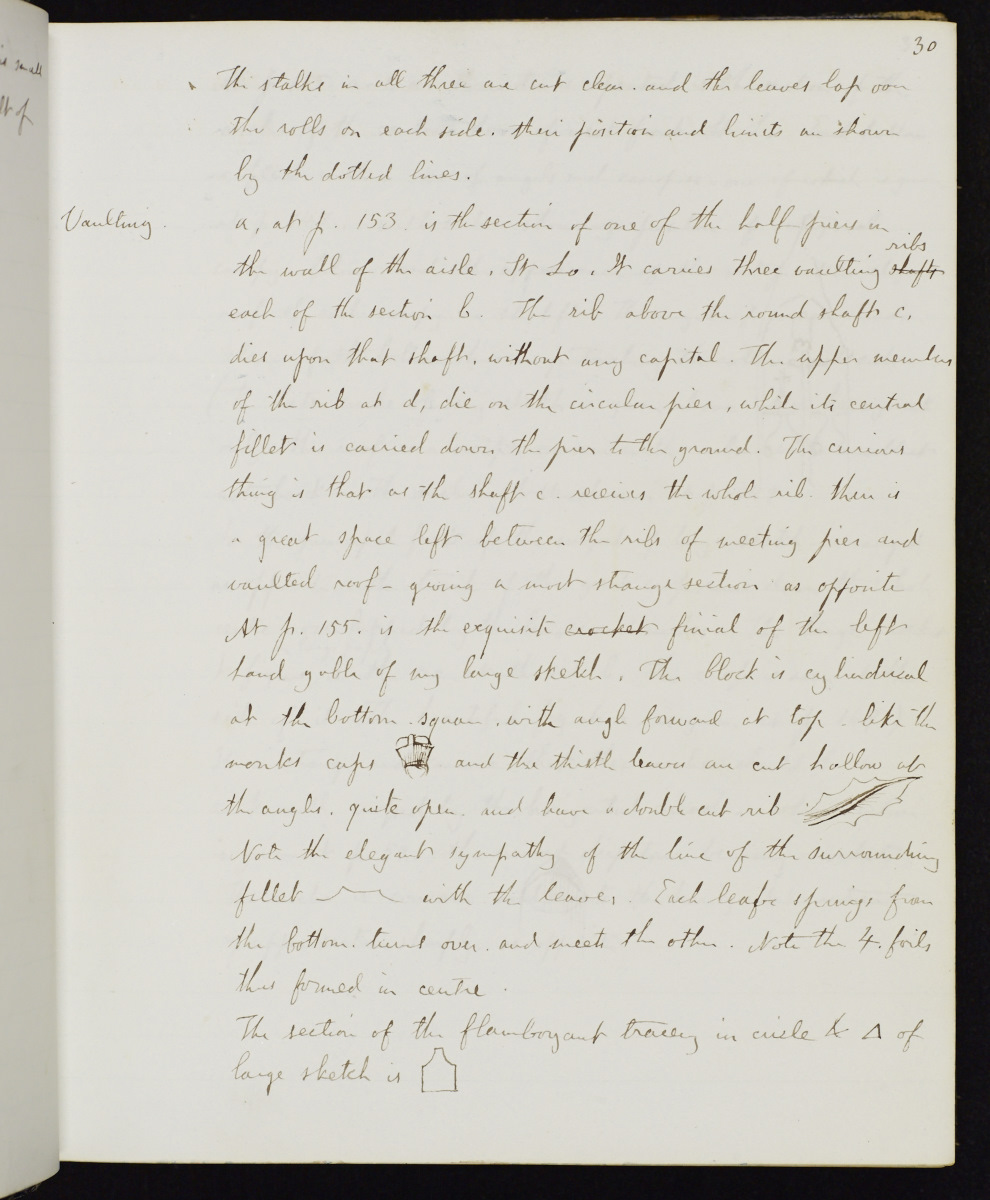 is small
lt of
30
The stalks in all three are cut clear. and the leaves lap over
the rolls on each side. their position and limits are shown
by the dotted lines.
Vaulting.
a, at p. 153. is the section of one of the half piers in
the wall of the aisle, St Lo. It carries three vaulting shafts ribs
each of the section b. The rib above the round shaft c,
dies upon that shaft, without any capital. The upper members
of the rib at d, die on the circular pier, while its central
fillet is carried down the pier to the ground. The curious
thing is that as the shaft c. receives the whole rib. there is
a great space left between the ribs of meeting pier and
vaulted roof - giving a most strange section as opposite
At p. 155. is the exquisite crocket finial of the left
hand gable of my large sketch. The block is cylindrical
at the bottom. square, with angle forward at top. like the
monks caps and the thistle leaves are cut hollow at
the angles. quite open. and have a double cut rib
Note the elegant sympathy of the line of the surrounding
fillet with the leaves. Each leafe springs from
the bottom. turns over. and meets the other. Note the 4. foils
thus formed in centre.
The section of the flamboyant tracery in circle & Δ of
large sketch is